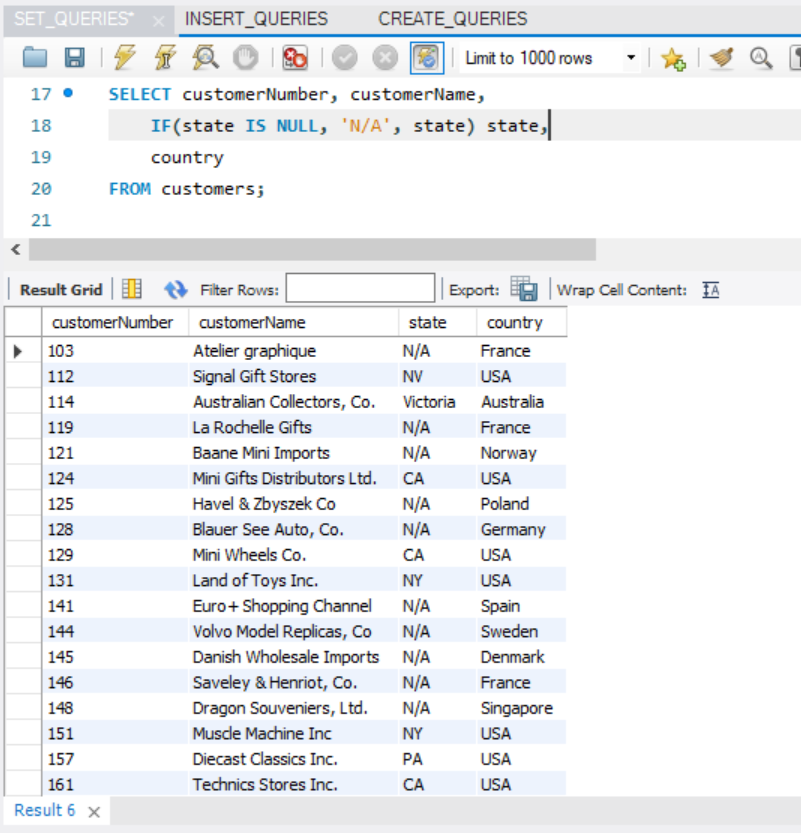 SET_QUERIES* × INSERT_QUERIES CREATE_QUERIES
Limit to 1000 rows
17 SELECT customerNumber, customerName,
18 IF(state IS NULL, 'N/A', state) state,
19 country
20 FROM customers;
21
Result Grid Filter Rows: Export: Wrap Cell Content: IA
customerNumber customerName state country
103 Atelier graphique N/A France
112 Signal Gift Stores NV USA
114 Australian Collectors, Co. Victoria Australia
119 La Rochelle Gifts N/A France
121 Baane Mini Imports N/A Norway
124 Mini Gifts Distributors Ltd. CA USA
125 Havel & Zbyszek Co N/A Poland
128 Blauer See Auto, Co. N/A Germany
129 Mini Wheels Co. CA USA
131 Land of Toys Inc. NY USA
141 Euro+ Shopping Channel N/A Spain
144 Volvo Model Replicas, Co N/A Sweden
145 Danish Wholesale Imports N/A Denmark
146 Saveley & Henriot, Co. N/A France
148 Dragon Souveniers, Ltd. N/A Singapore
151 Muscle Machine Inc NY USA
157 Diecast Classics Inc. PA USA
161 Technics Stores Inc. CA USA
Result 6 ×